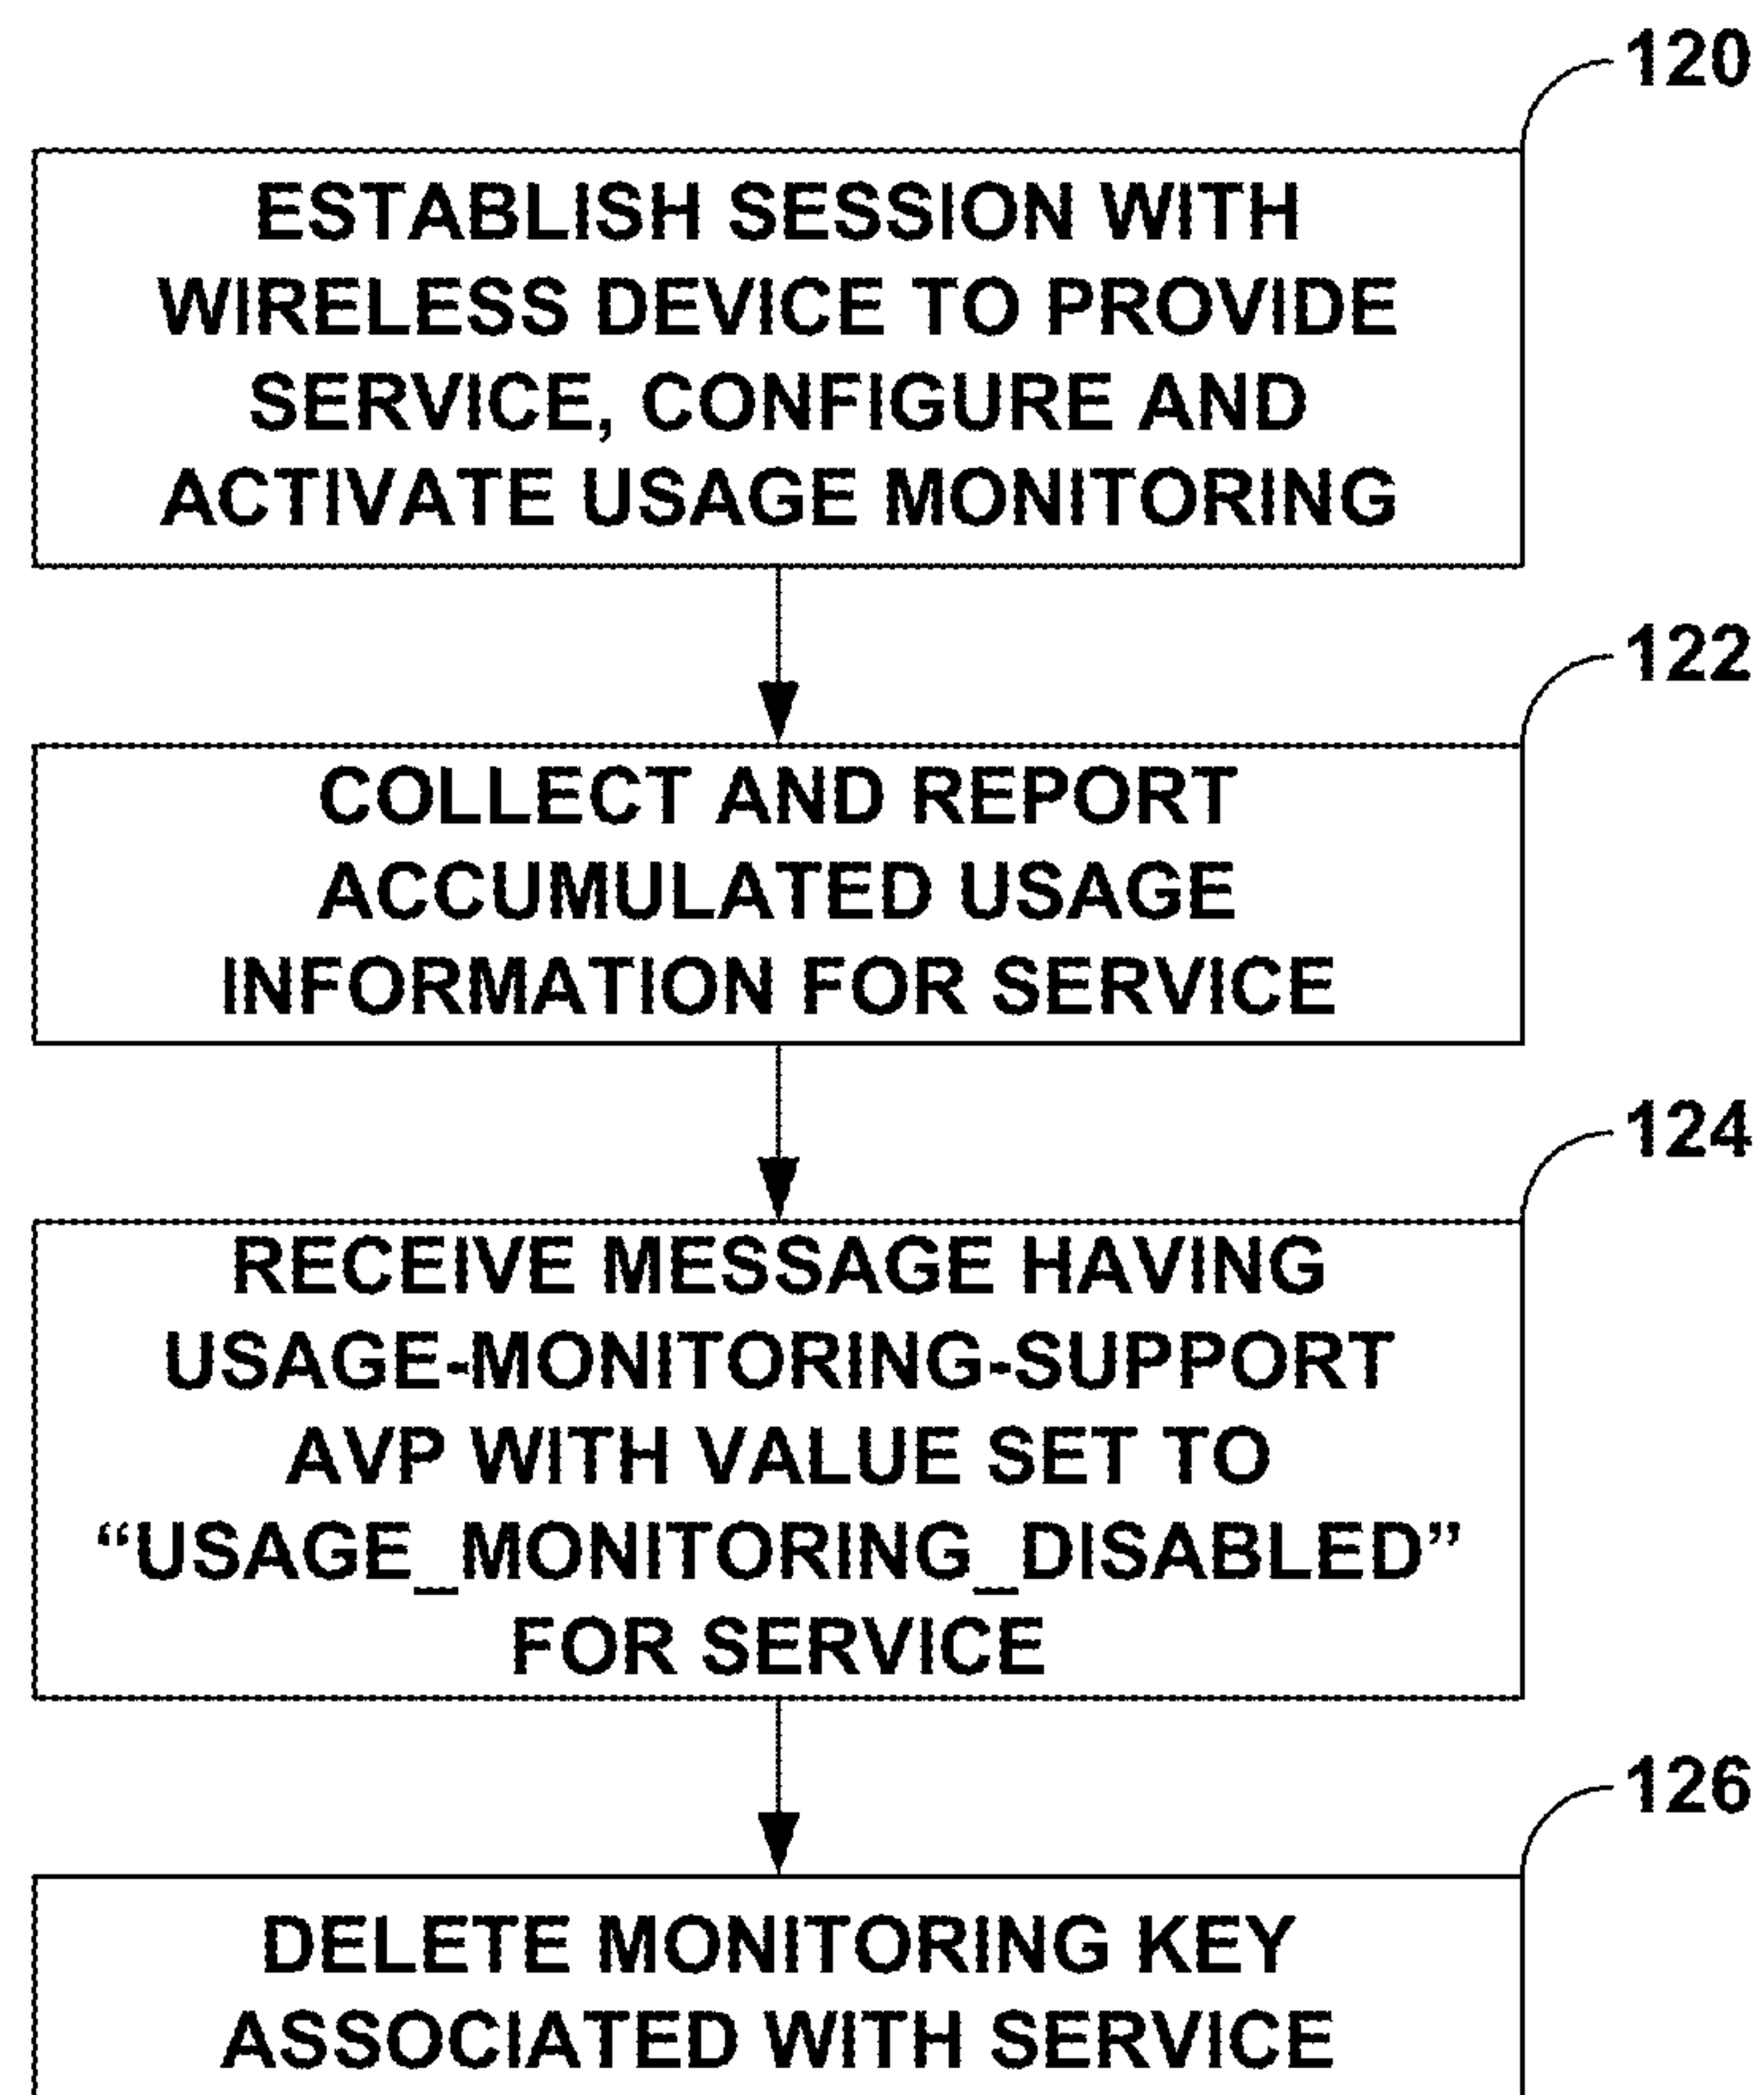 120
ESTABLISH SESSION WITH
WIRELESS DEVICE TO PROVIDE
SERVICE, CONFIGURE AND
ACTIVATE USAGE MONITORING
122
COLLECT AND REPORT
ACCUMULATED USAGE
INFORMATION FOR SERVICE
124
RECEIVE MESSAGE HAVING
USAGE-MONITORING-SUPPORT
AVP WITH VALUE SET TO
“USAGE_MONITORING_DISABLED”
FOR SERVICE
126
DELETE MONITORING KEY
ASSOCIATED WITH SERVICE